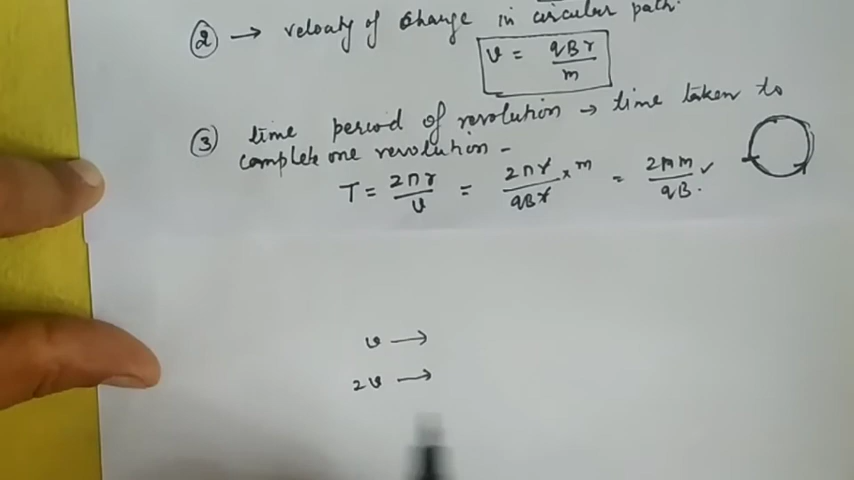 ② → velocity of change in circular path.
v = qBr/m
③ time period of revolution → time taken to
complete one revolution -
T = 2πr/v = 2πr/qBr × m = 2πm/qB. ✓
v →
2v →